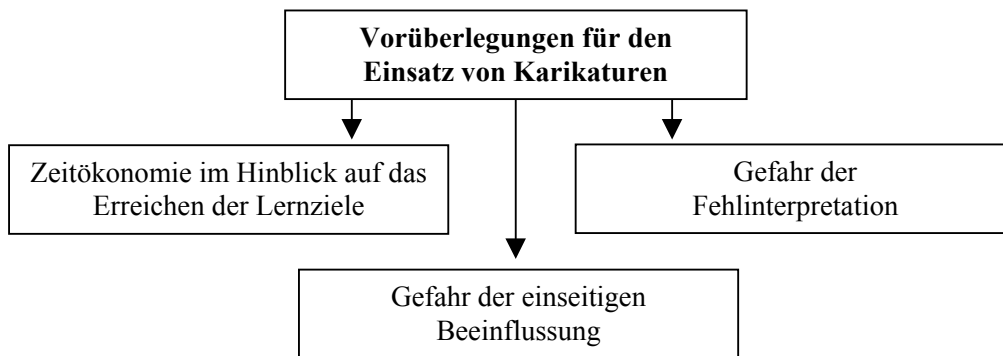 Vorüberlegungen für den
Einsatz von Karikaturen
Zeitökonomie im Hinblick auf das
Erreichen der Lernziele
Gefahr der
Fehlinterpretation
Gefahr der einseitigen
Beeinflussung